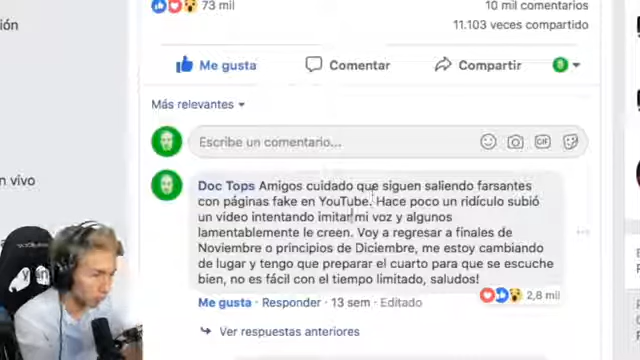 ión
73 mil
10 mil comentarios
11.103 veces compartido
Me gusta
Comentar
Compartir
Más relevantes
Escribe un comentario...
GIF
Doc Tops Amigos cuidado que siguen saliendo farsantes
con páginas fake en YouTube. Hace poco un ridículo subió
un vídeo intentando imitar mi voz y algunos
lamentablemente le creen. Voy a regresar a finales de
Noviembre o principios de Diciembre, me estoy cambiando
de lugar y tengo que preparar el cuarto para que se escuche
bien, no es fácil con el tiempo limitado, saludos!
2,8 mil
Me gusta · Responder · 13 sem · Editado
Ver respuestas anteriores
n vivo